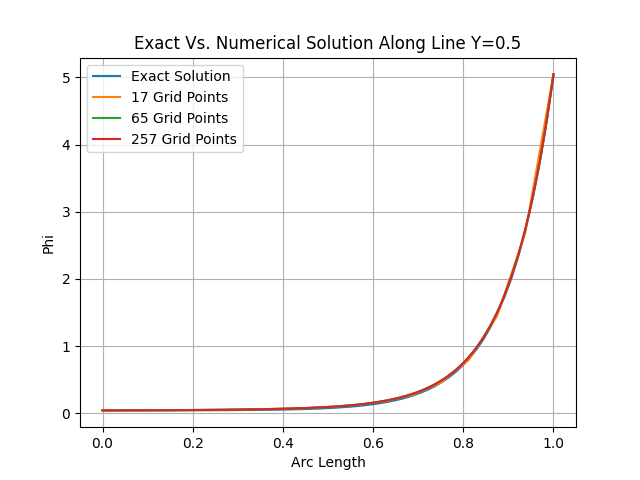 Exact Vs. Numerical Solution Along Line Y=0.5
Exact Solution
17 Grid Points
65 Grid Points
257 Grid Points
Phi
5
4
3
2
1
0
0.0 0.2 0.4 0.6 0.8 1.0
Arc Length